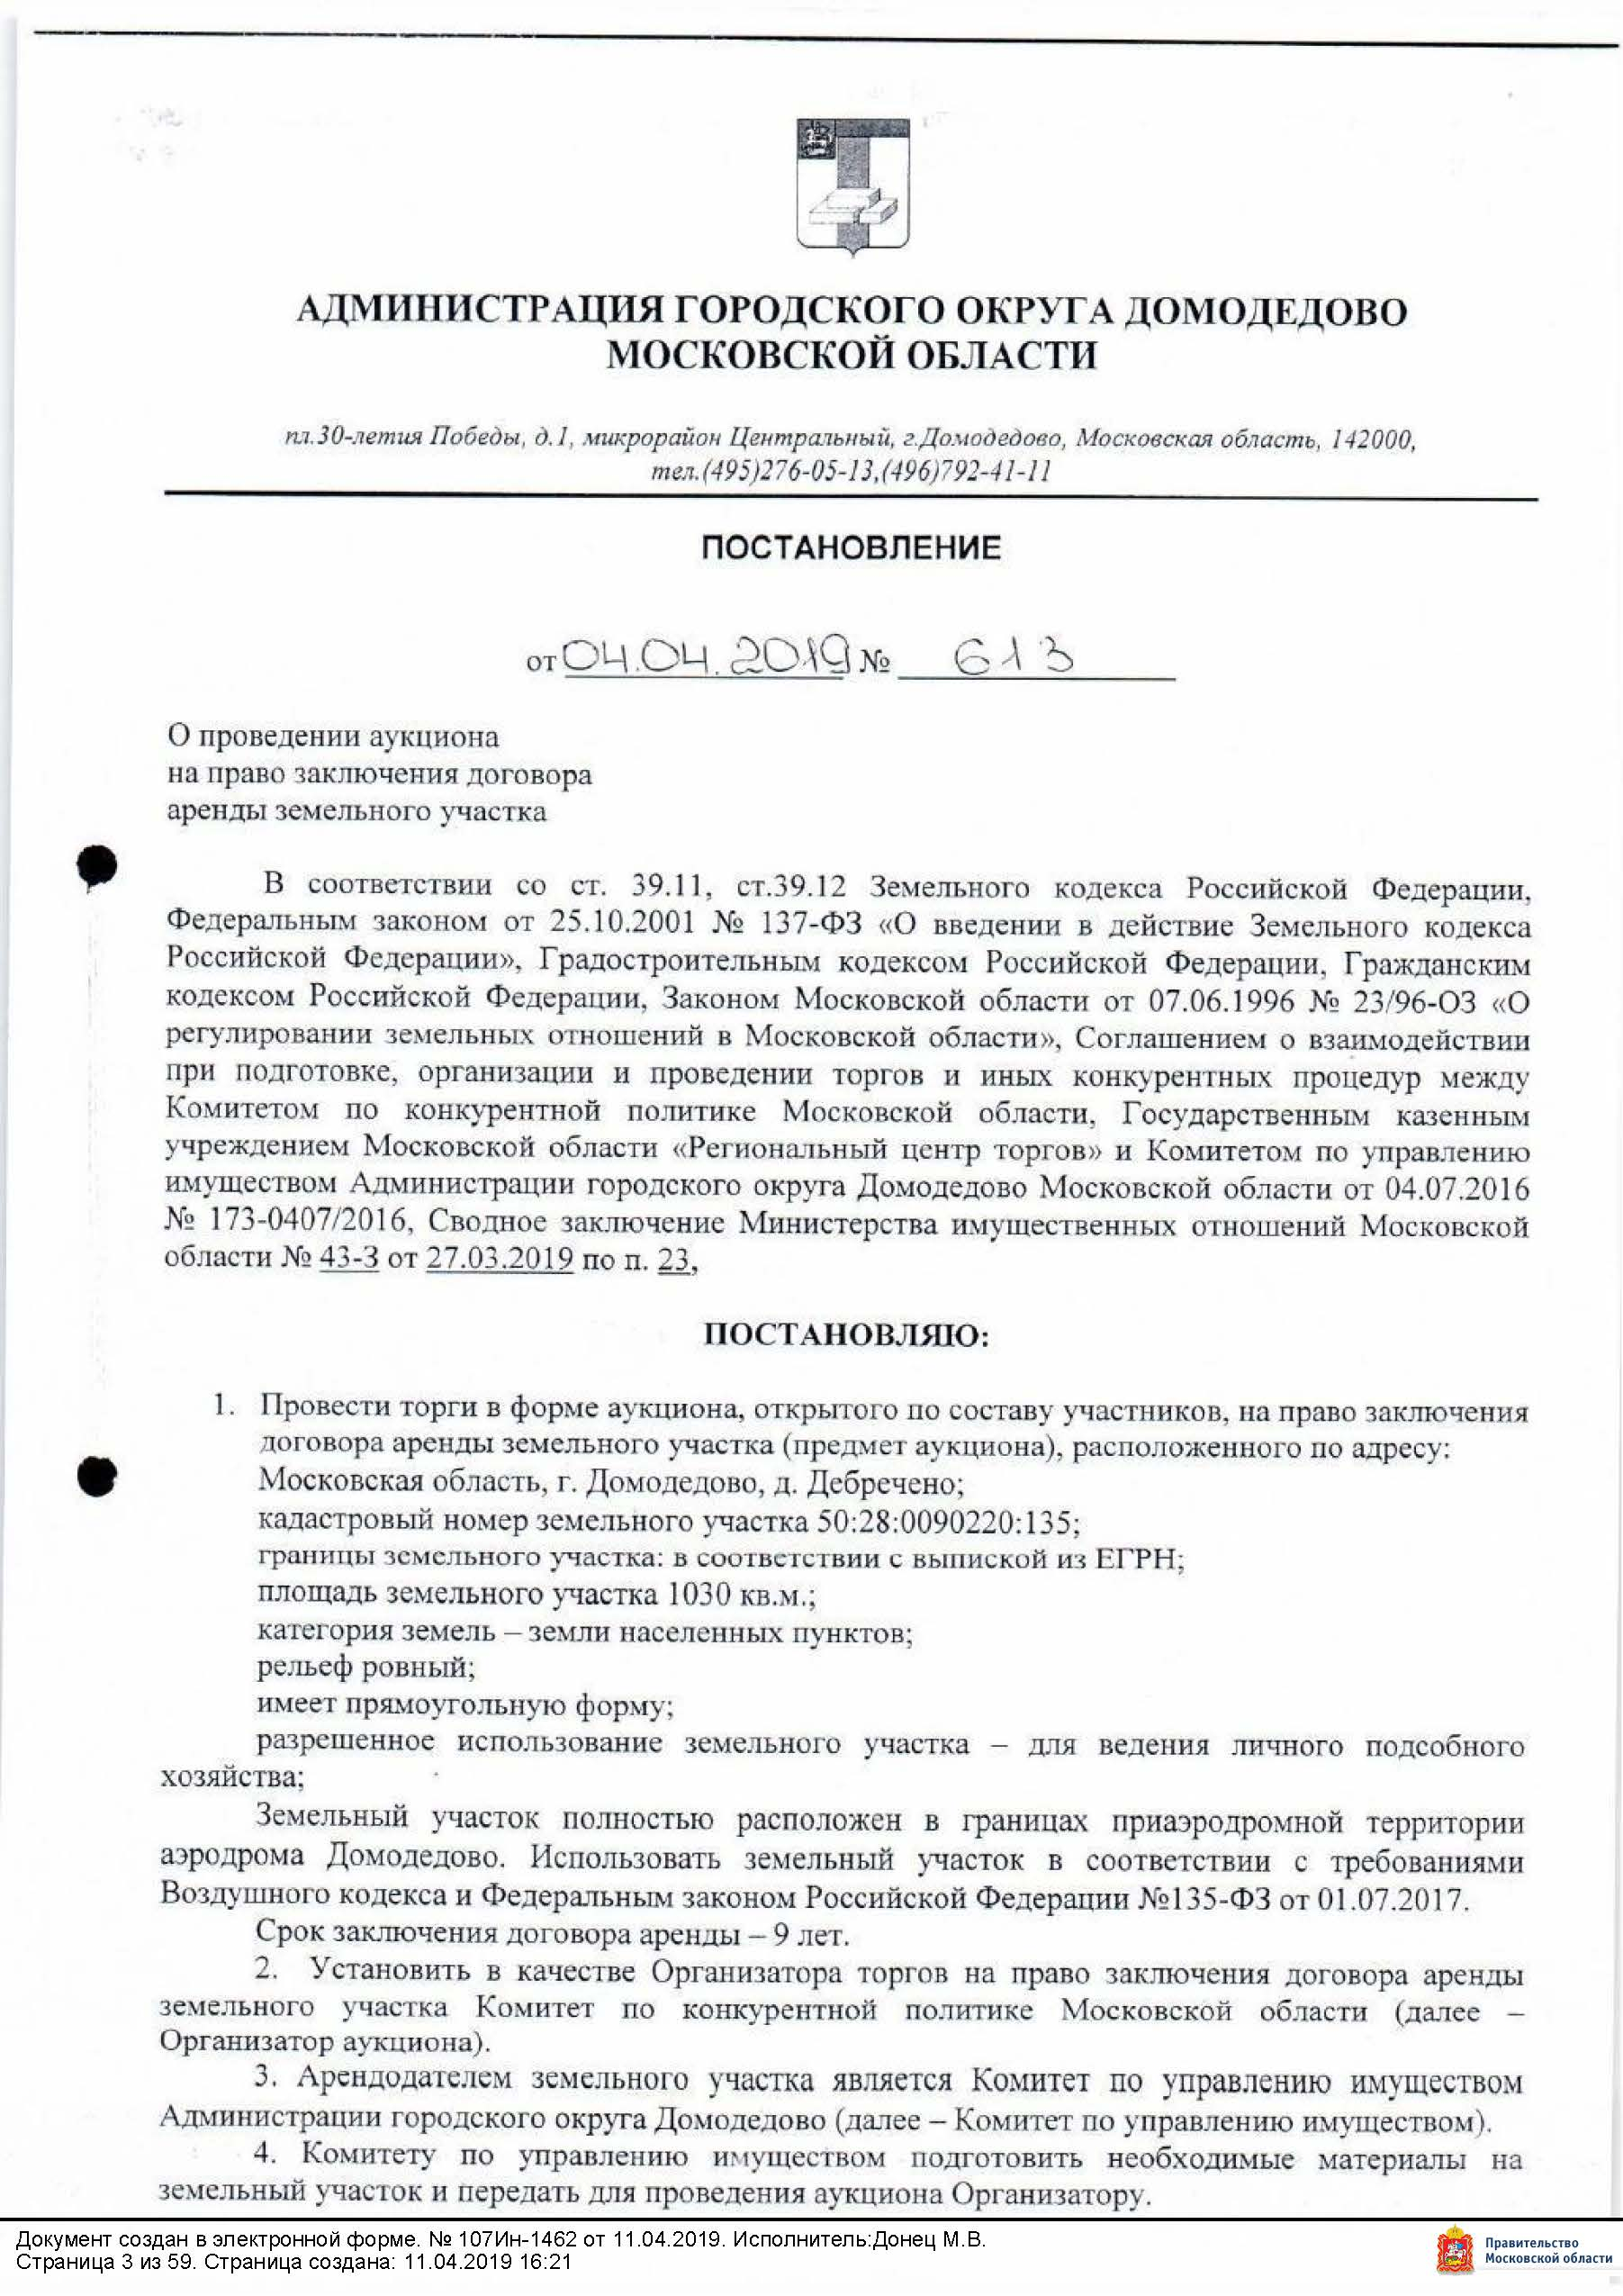 АДМИНИСТРАЦИЯ ГОРОДСКОГО ОКРУГА ДОМОДЕДОВО
МОСКОВСКОЙ ОБЛАСТИ
пл.30-летия Победы, д.1, микрорайон Центральный, г.Домодедово, Московская область, 142000,
тел.(495)276-05-13,(496)792-41-11
ПОСТАНОВЛЕНИЕ
от 04.04.2019 № 613
О проведении аукциона
на право заключения договора
аренды земельного участка
В соответствии со ст. 39.11, ст.39.12 Земельного кодекса Российской Федерации,
Федеральным законом от 25.10.2001 № 137-ФЗ «О введении в действие Земельного кодекса
Российской Федерации», Градостроительным кодексом Российской Федерации, Гражданским
кодексом Российской Федерации, Законом Московской области от 07.06.1996 № 23/96-ОЗ «О
регулировании земельных отношений в Московской области», Соглашением о взаимодействии
при подготовке, организации и проведении торгов и иных конкурентных процедур между
Комитетом по конкурентной политике Московской области, Государственным казенным
учреждением Московской области «Региональный центр торгов» и Комитетом по управлению
имуществом Администрации городского округа Домодедово Московской области от 04.07.2016
№ 173-0407/2016, Сводное заключение Министерства имущественных отношений Московской
области № 43-З от 27.03.2019 по п. 23,
ПОСТАНОВЛЯЮ:
1. Провести торги в форме аукциона, открытого по составу участников, на право заключения
договора аренды земельного участка (предмет аукциона), расположенного по адресу:
Московская область, г. Домодедово, д. Дебречено;
кадастровый номер земельного участка 50:28:0090220:135;
границы земельного участка: в соответствии с выпиской из ЕГРН;
площадь земельного участка 1030 кв.м.;
категория земель – земли населенных пунктов;
рельеф ровный;
имеет прямоугольную форму;
разрешенное использование земельного участка – для ведения личного подсобного
хозяйства;
Земельный участок полностью расположен в границах приаэродромной территории
аэродрома Домодедово. Использовать земельный участок в соответствии с требованиями
Воздушного кодекса и Федеральным законом Российской Федерации №135-ФЗ от 01.07.2017.
Срок заключения договора аренды – 9 лет.
2. Установить в качестве Организатора торгов на право заключения договора аренды
земельного участка Комитет по конкурентной политике Московской области (далее –
Организатор аукциона).
3. Арендодателем земельного участка является Комитет по управлению имуществом
Администрации городского округа Домодедово (далее – Комитет по управлению имуществом).
4. Комитету по управлению имуществом подготовить необходимые материалы на
земельный участок и передать для проведения аукциона Организатору.
Документ создан в электронной форме. № 107Ин-1462 от 11.04.2019. Исполнитель:Донец М.В.
Страница 3 из 59. Страница создана: 11.04.2019 16:21
Правительство
Московской области